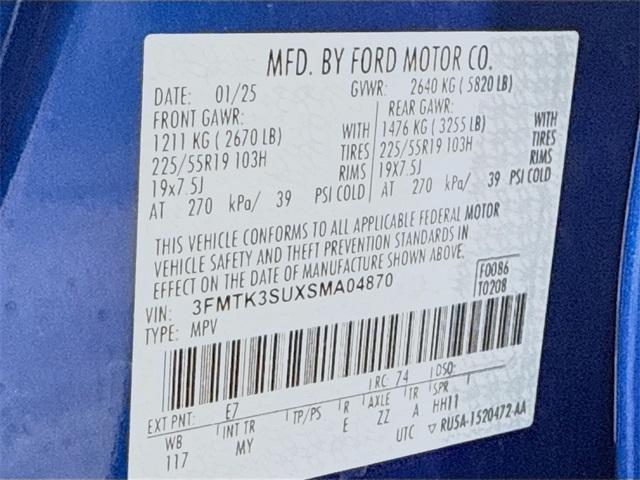 MFD. BY FORD MOTOR CO.
DATE: 01/25 GVWR: 2640 KG ( 5820 LB)
FRONT GAWR: REAR GAWR:
1211 KG ( 2670 LB) WITH 1476 KG ( 3255 LB) WITH
225/55R19 103H TIRES 225/55R19 103H TIRES
19x7.5J RIMS 19x7.5J RIMS
AT 270 kPa/ 39 PSI COLD AT 270 kPa/ 39 PSI COLD
THIS VEHICLE CONFORMS TO ALL APPLICABLE FEDERAL MOTOR
VEHICLE SAFETY AND THEFT PREVENTION STANDARDS IN
EFFECT ON THE DATE OF MANUFACTURE SHOWN ABOVE.
VIN: 3FMTK3SUXSMA04870 F0086
TYPE: MPV T0208
RC: 74 DSO:
EXT PNT: E7
WB INT TR TP/PS R AXLE TR SPR
117 MY E ZZ A HH11
UTC ▽ RU5A-1520472-AA